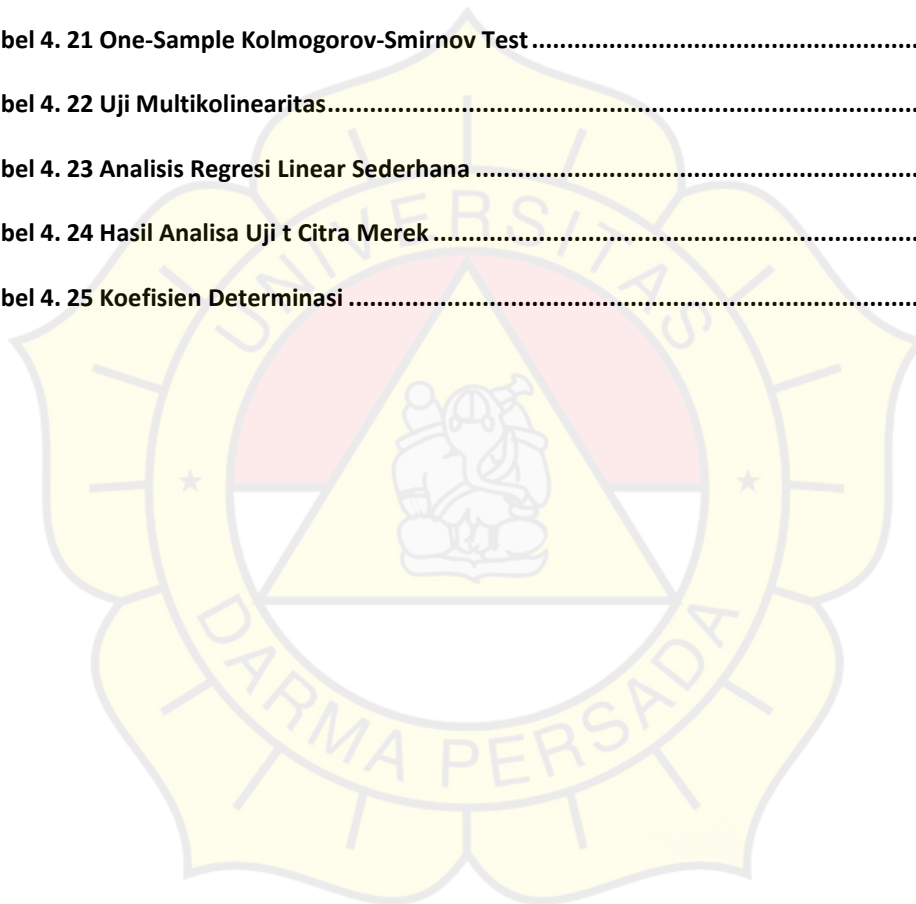 bel 4. 21 One-Sample Kolmogorov-Smirnov Test....................................................................................
bel 4. 22 Uji Multikolinearitas....................................................................................
bel 4. 23 Analisis Regresi Linear Sederhana....................................................................................
bel 4. 24 Hasil Analisa Uji t Citra Merek....................................................................................
bel 4. 25 Koefisien Determinasi....................................................................................
UNIVERSITAS
DARMA PERSADA